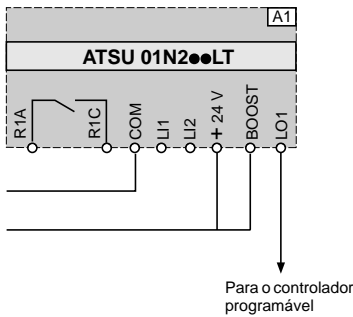 A1
ATSU 01N2●●LT
R1A
R1C
COM
LI1
LI2
+ 24 V
BOOST
LO1
Para o controlador
programável